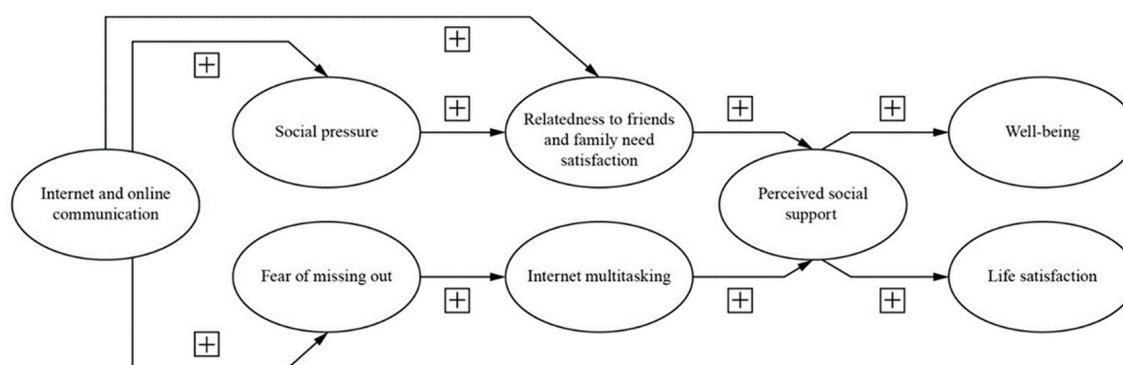 +
+
Social pressure
+
Relatedness to friends
and family need
satisfaction
+
+
Well-being
Internet and online
communication
Perceived social
support
Fear of missing out
+
Internet multitasking
+
+
Life satisfaction
+